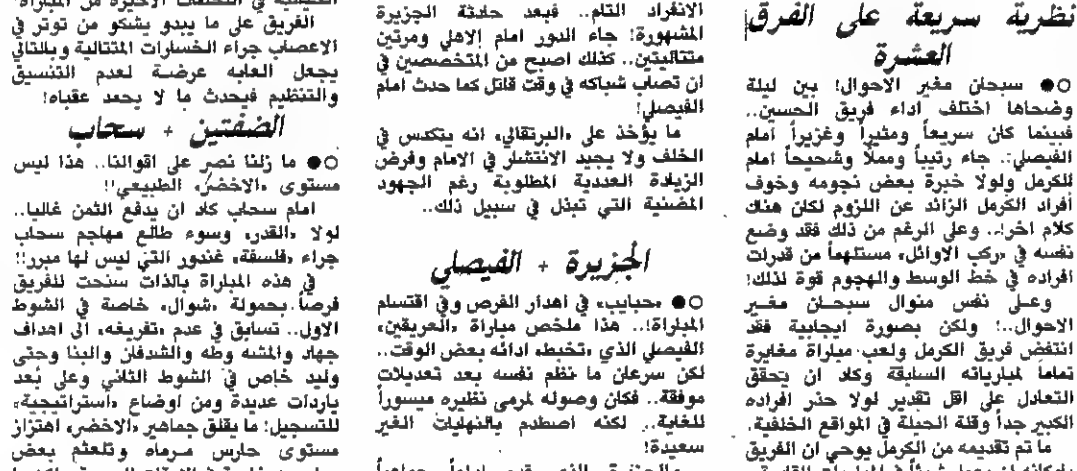 نظرية سريعة على الفرق
العشرة
○● سبحان مغير الاحوال! بين ليلة
وضحاها اختلف اداء فريق الحسين..
فبينما كان سريعاً ومثيراً وغزيراً امام
الفيصلي.. جاء رتيباً ومملاً وشحيحاً امام
الكرمل ولولا خبرة بعض نجومه وخوف
أفراد الكرمل الزائد عن اللزوم لكان هناك
كلام اخر!.. وعلى الرغم من ذلك فقد وضع
نفسه في «ركب الاوائل» مستلهماً من قدرات
افراده في خط الوسط والهجوم قوة لذلك!
وعلى نفس منوال سبحان مغير
الاحوال..! ولكن بصورة ايجابية فقد
انتفض فريق الكرمل ولعب مباراة مغايرة
تماما لمبارياته السابقة وكاد ان يحقق
التعادل على اقل تقدير لولا حذر افراده
الكبير جداً وقلة الحيلة في المواقع الخلفية.
ما تم تقديمه من الكرمل يوحي ان الفريق
الانفراد التام.. فبعد حادثة الجزيرة
المشهورة! جاء الدور امام الاهلي ومرتين
متتاليتين.. كذلك اصبح من المتخصصين في
ان تصاب شباكه في وقت قاتل كما حدث امام
الفيصلي!
ما يؤخذ على «البرتقالي» انه يتكدس في
الخلف ولا يجيد الانتشار في الامام وفرض
الزيادة العددية المطلوبة رغم الجهود
المضنية التي تبذل في سبيل ذلك..
الجزيرة + الفيصلي
○● «حبايب» في اهدار الفرص وفي اقتسام
المباراة!.. هذا ملخص مباراة «العريقين»
الفيصلي الذي «تخبط» ادائه بعض الوقت..
لكن سرعان ما نظم نفسه بعد تعديلات
موفقة.. فكان وصوله لمرمى نظيره ميسوراً
للغاية.. لكنه اصطدم بالنهايات الغير
سعيدة!
الفريق على ما يبدو يشكو من توتر في
الاعصاب جراء الخسارات المتتالية وبالتالي
يجعل العابه عرضة لعدم التنسيق
والتنظيم فيحدث ما لا يحمد عقباه!
الضفتين + سحاب
○● ما زلنا نصر على اقوالنا.. هذا ليس
مستوى «الاخضر» الطبيعي!!
امام سحاب كاد ان يدفع الثمن غاليا..
لولا «القدر» وسوء طالع مهاجم سحاب
جراء «فلسفة» غندور التي ليس لها مبرر!!
في هذه المباراة بالذات سنحت للفريق
فرصاً بحمولة «شوال» خاصة في الشوط
الاول.. تسابق في عدم «تفريغه» الى اهداف
جهاد والمشه وطه والشدفان والبنا وحتى
وليد خاص في الشوط الثاني وعلى بُعد
ياردات عديدة ومن اوضاع «استراتيجية»
للتسجيل: ما يقلق جماهير «الاخضر» اهتزاز
مستوى حارس مرماه وتلعثم بعض